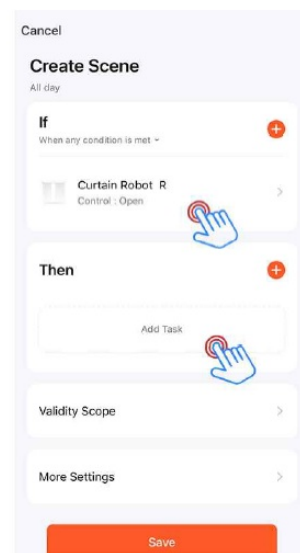 Cancel
Create Scene
All day
If
When any condition is met
Curtain Robot R
Control : Open
Then
Add Task
Validity Scope
More Settings
Save